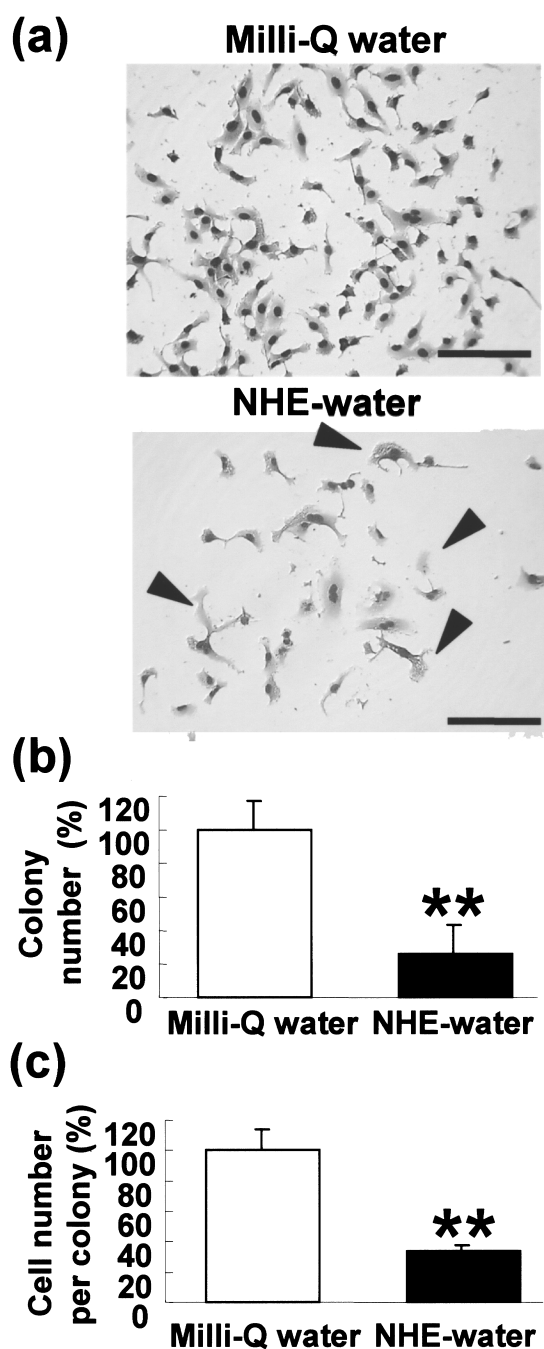 (a)
Milli-Q water
NHE-water
(b)
Colony
number (%)
120
100
80
60
40
20
0
**
Milli-Q water NHE-water
(c)
Cell number
per colony (%)
120
100
80
60
40
20
0
**
Milli-Q water NHE-water